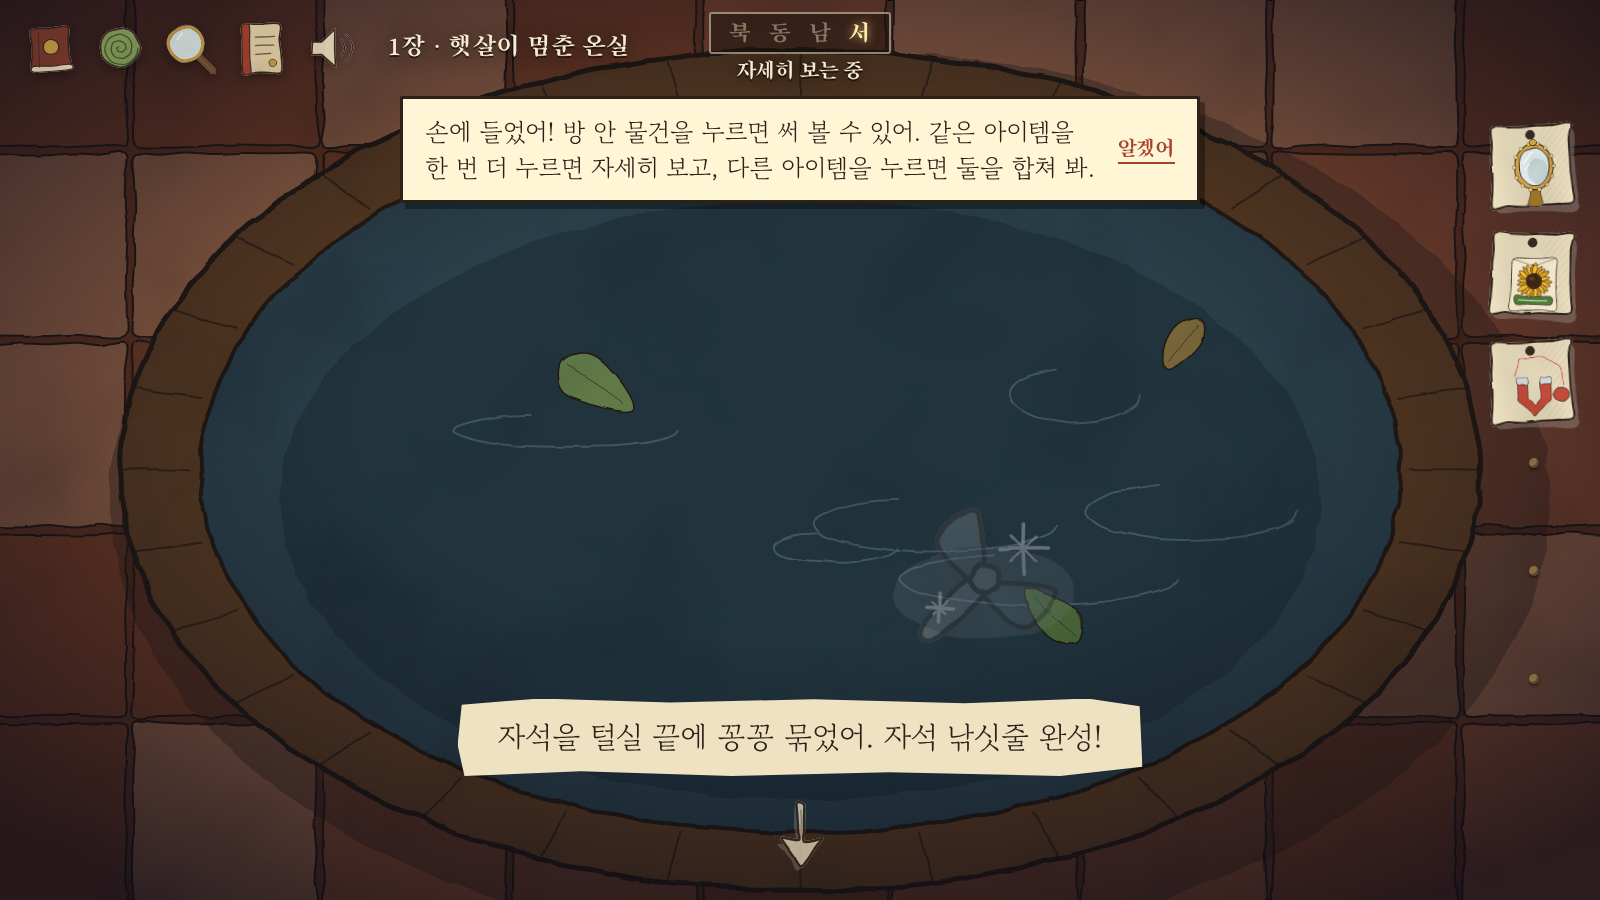 1장 · 햇살이 멈춘 온실
북 동 남 서
자세히 보는 중
손에 들었어! 방 안 물건을 누르면 써 볼 수 있어. 같은 아이템을
한 번 더 누르면 자세히 보고, 다른 아이템을 누르면 둘을 합쳐 봐.
알겠어
자석을 털실 끝에 꽁꽁 묶었어. 자석 낚싯줄 완성!